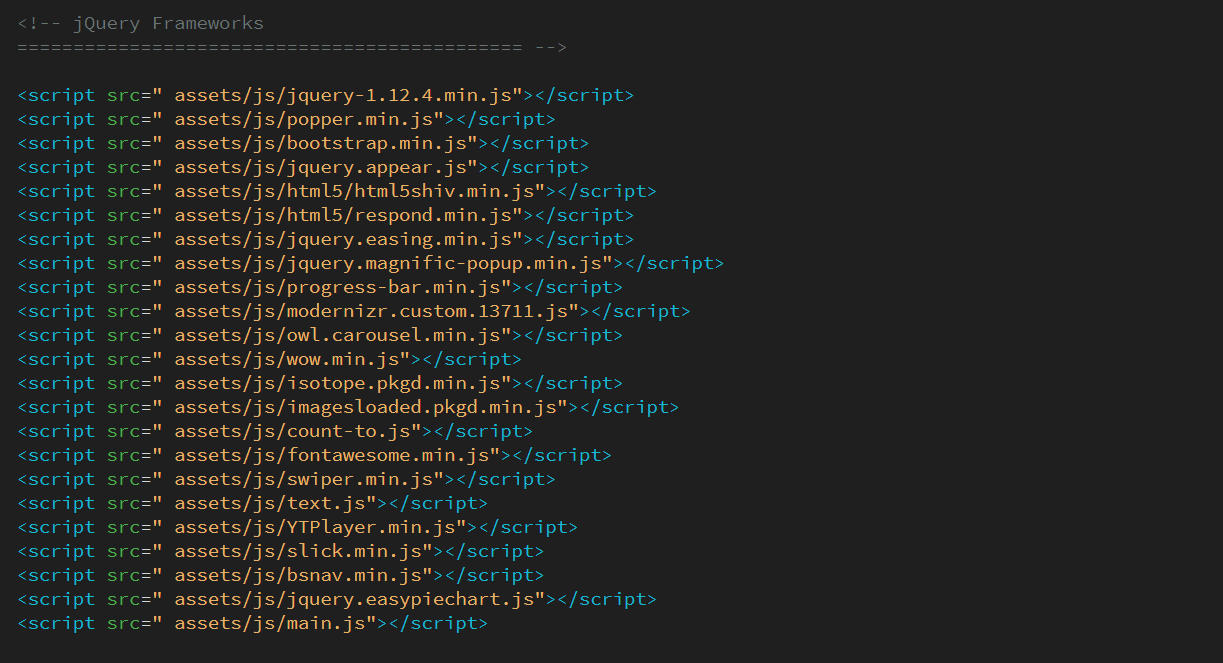 <!-- jQuery Frameworks
============================================= -->
<script src=" assets/js/jquery-1.12.4.min.js"></script>
<script src=" assets/js/popper.min.js"></script>
<script src=" assets/js/bootstrap.min.js"></script>
<script src=" assets/js/jquery.appear.js"></script>
<script src=" assets/js/html5/html5shiv.min.js"></script>
<script src=" assets/js/html5/respond.min.js"></script>
<script src=" assets/js/jquery.easing.min.js"></script>
<script src=" assets/js/jquery.magnific-popup.min.js"></script>
<script src=" assets/js/progress-bar.min.js"></script>
<script src=" assets/js/modernizr.custom.13711.js"></script>
<script src=" assets/js/owl.carousel.min.js"></script>
<script src=" assets/js/wow.min.js"></script>
<script src=" assets/js/isotope.pkgd.min.js"></script>
<script src=" assets/js/imagesloaded.pkgd.min.js"></script>
<script src=" assets/js/count-to.js"></script>
<script src=" assets/js/fontawesome.min.js"></script>
<script src=" assets/js/swiper.min.js"></script>
<script src=" assets/js/text.js"></script>
<script src=" assets/js/YTPlayer.min.js"></script>
<script src=" assets/js/slick.min.js"></script>
<script src=" assets/js/bsnav.min.js"></script>
<script src=" assets/js/jquery.easypiechart.js"></script>
<script src=" assets/js/main.js"></script>